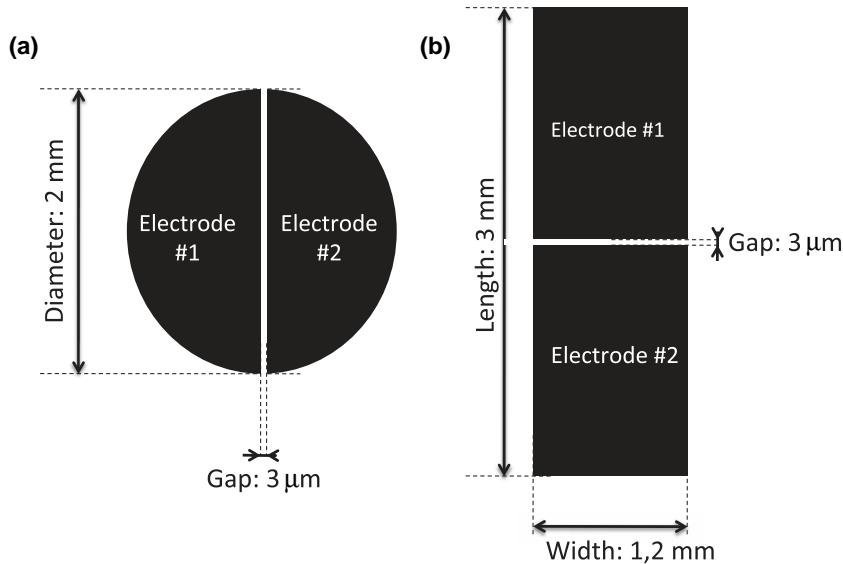 (a)
Diameter: 2 mm
Electrode
#1
Electrode
#2
Gap: 3 μm
(b)
Length: 3 mm
Electrode #1
Gap: 3 μm
Electrode #2
Width: 1,2 mm